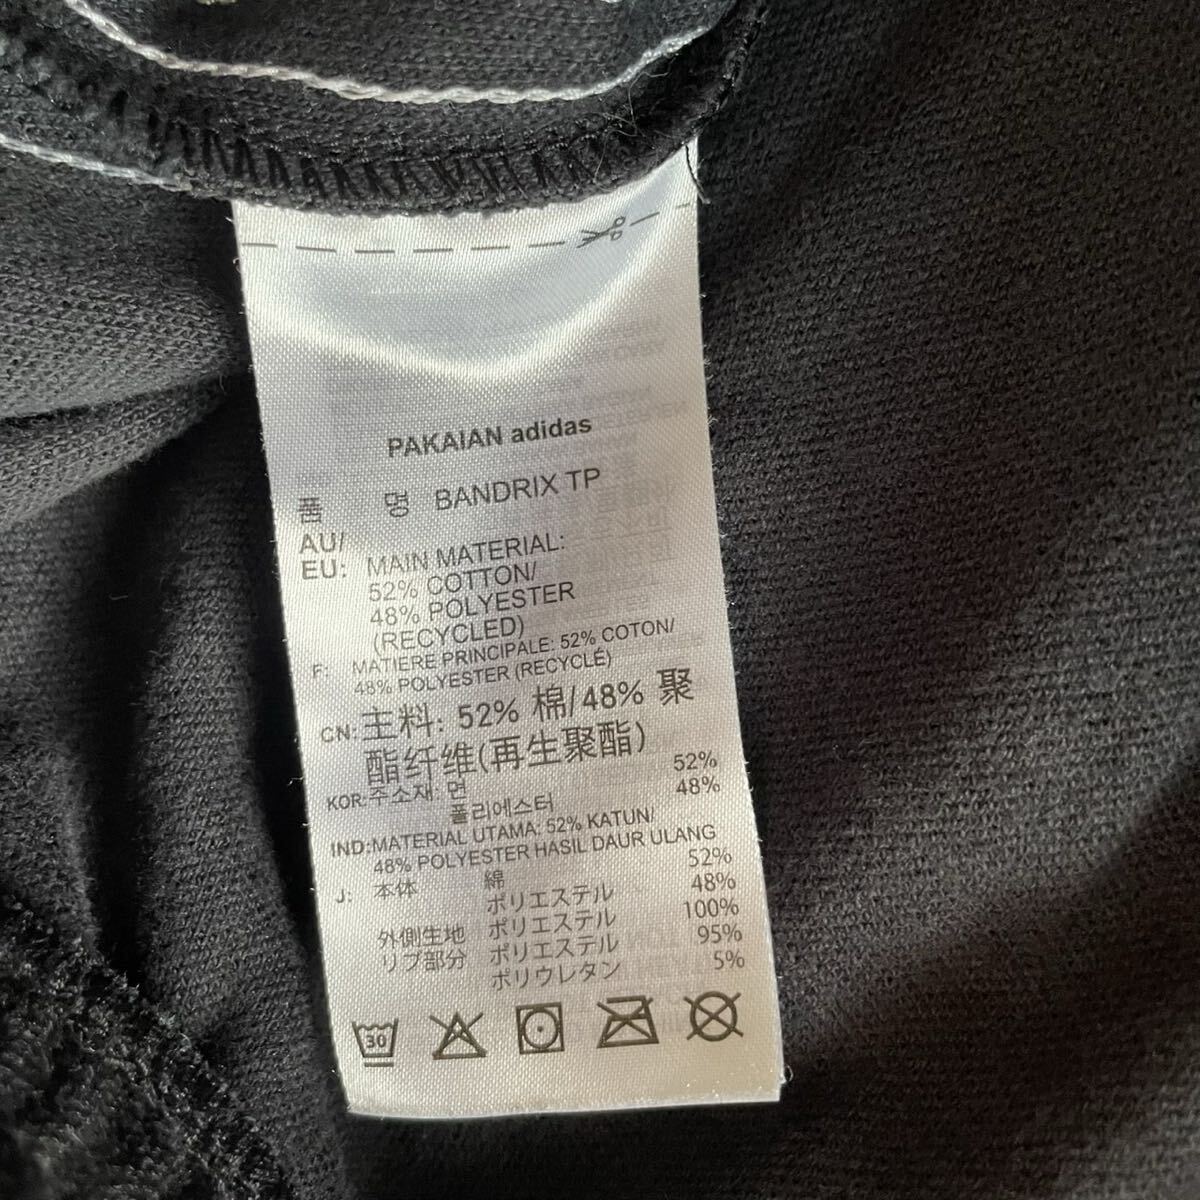 PAKAIAN adidas
품 명 BANDRIX TP
AU/
EU: MAIN MATERIAL:
52% COTTON/
48% POLYESTER
(RECYCLED)
F: MATIERE PRINCIPALE: 52% COTON/
48% POLYESTER (RECYCLÉ)
CN: 主料: 52% 棉/48% 聚
酯纤维(再生聚酯)
KOR: 주소재: 면 52%
폴리에스터 48%
IND: MATERIAL UTAMA: 52% KATUN/
48% POLYESTER HASIL DAUR ULANG
J: 本体 綿 52%
ポリエステル 48%
外側生地 ポリエステル 100%
リブ部分 ポリエステル 95%
ポリウレタン 5%
30